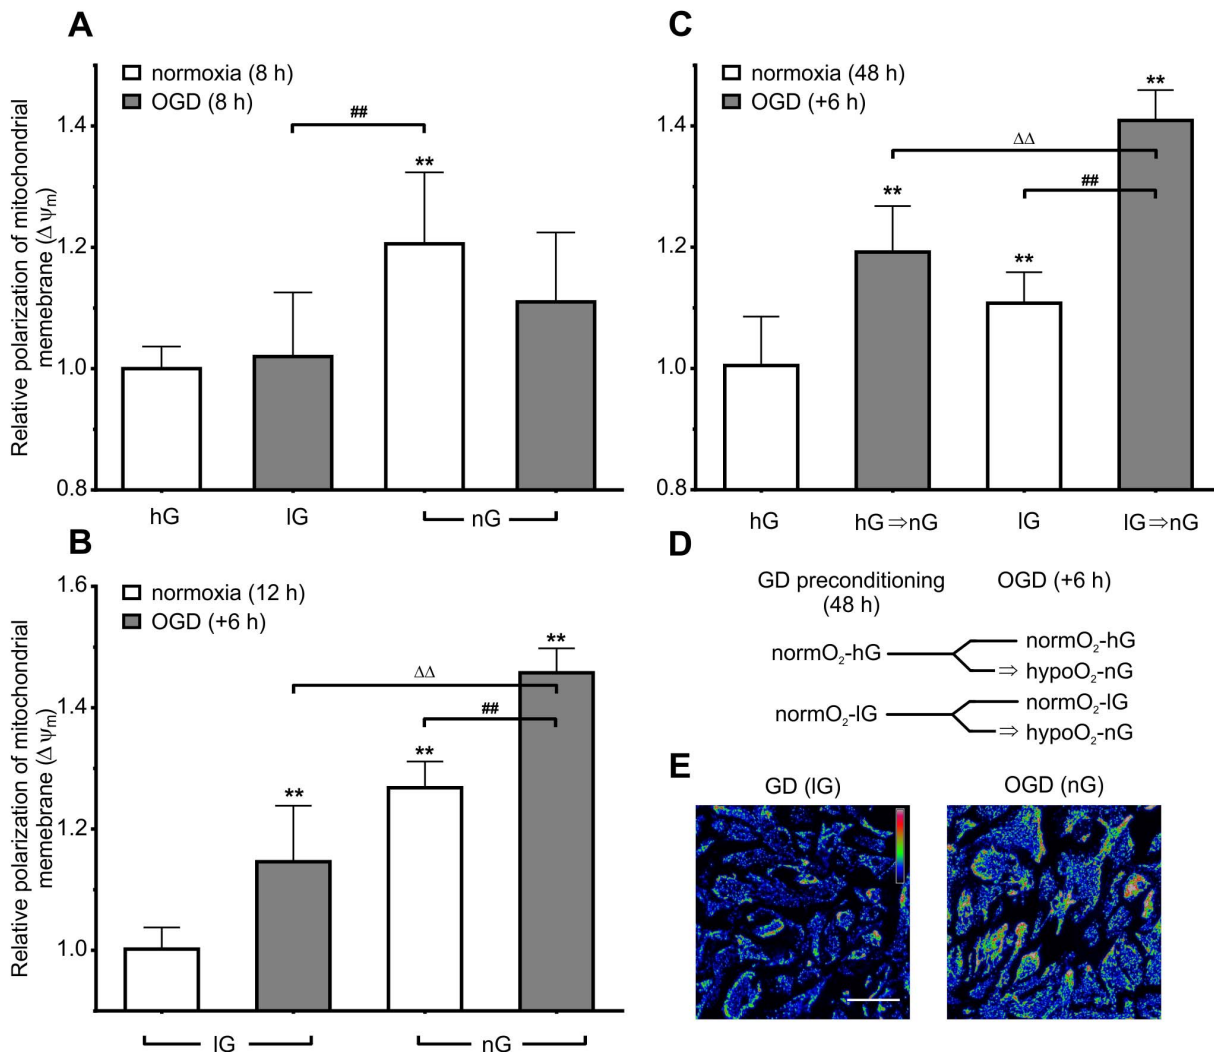 A
normoxia (8 h)
OGD (8 h)
##
**
Relative polarization of mitochondrial
memebrane (Δ ψm)
1.4
1.2
1.0
0.8
hG
lG
nG
B
normoxia (12 h)
OGD (+6 h)
**
ΔΔ
##
**
**
Relative polarization of mitochondrial
memebrane (Δ ψm)
1.6
1.4
1.2
1.0
lG
nG
C
normoxia (48 h)
OGD (+6 h)
**
ΔΔ
##
**
**
1.4
1.2
1.0
0.8
hG
hG⇒nG
lG
lG⇒nG
D
GD preconditioning
(48 h)
OGD (+6 h)
normO2-hG
normO2-hG
⇒ hypoO2-nG
normO2-lG
normO2-lG
⇒ hypoO2-nG
E
GD (lG)
OGD (nG)